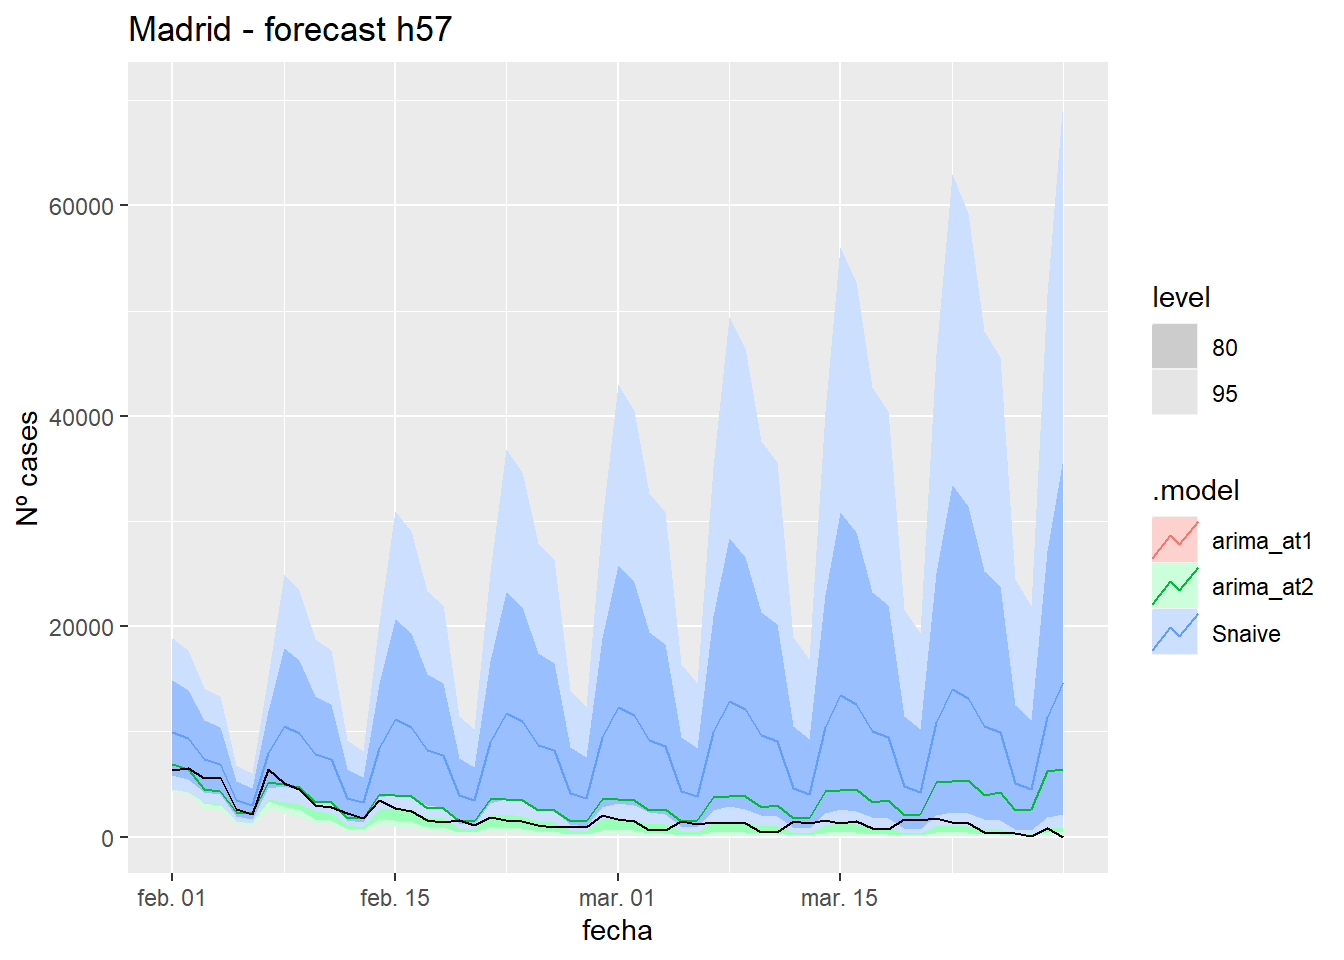 Madrid - forecast h57
Nº cases
60000
40000
20000
0
feb. 01
feb. 15
mar. 01
mar. 15
fecha
level
80
95
.model
arima_at1
arima_at2
Snaive